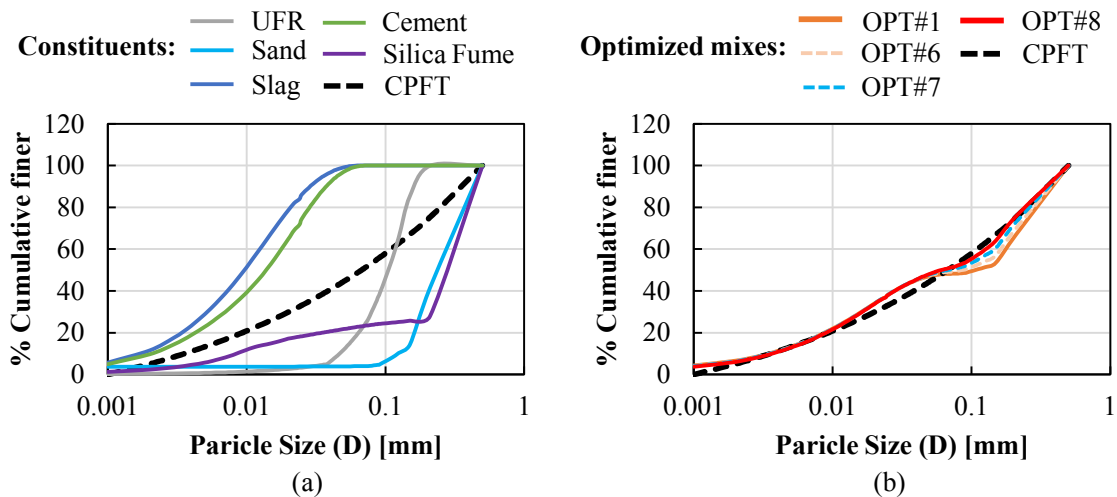 Constituents:
UFR
Cement
Sand
Silica Fume
Slag
CPFT
% Cumulative finer
120
100
80
60
40
20
0
0.001
0.01
0.1
1
Paricle Size (D) [mm]
(a)
Optimized mixes:
OPT#1
OPT#8
OPT#6
CPFT
OPT#7
% Cumulative finer
120
100
80
60
40
20
0
0.001
0.01
0.1
1
Paricle Size (D) [mm]
(b)